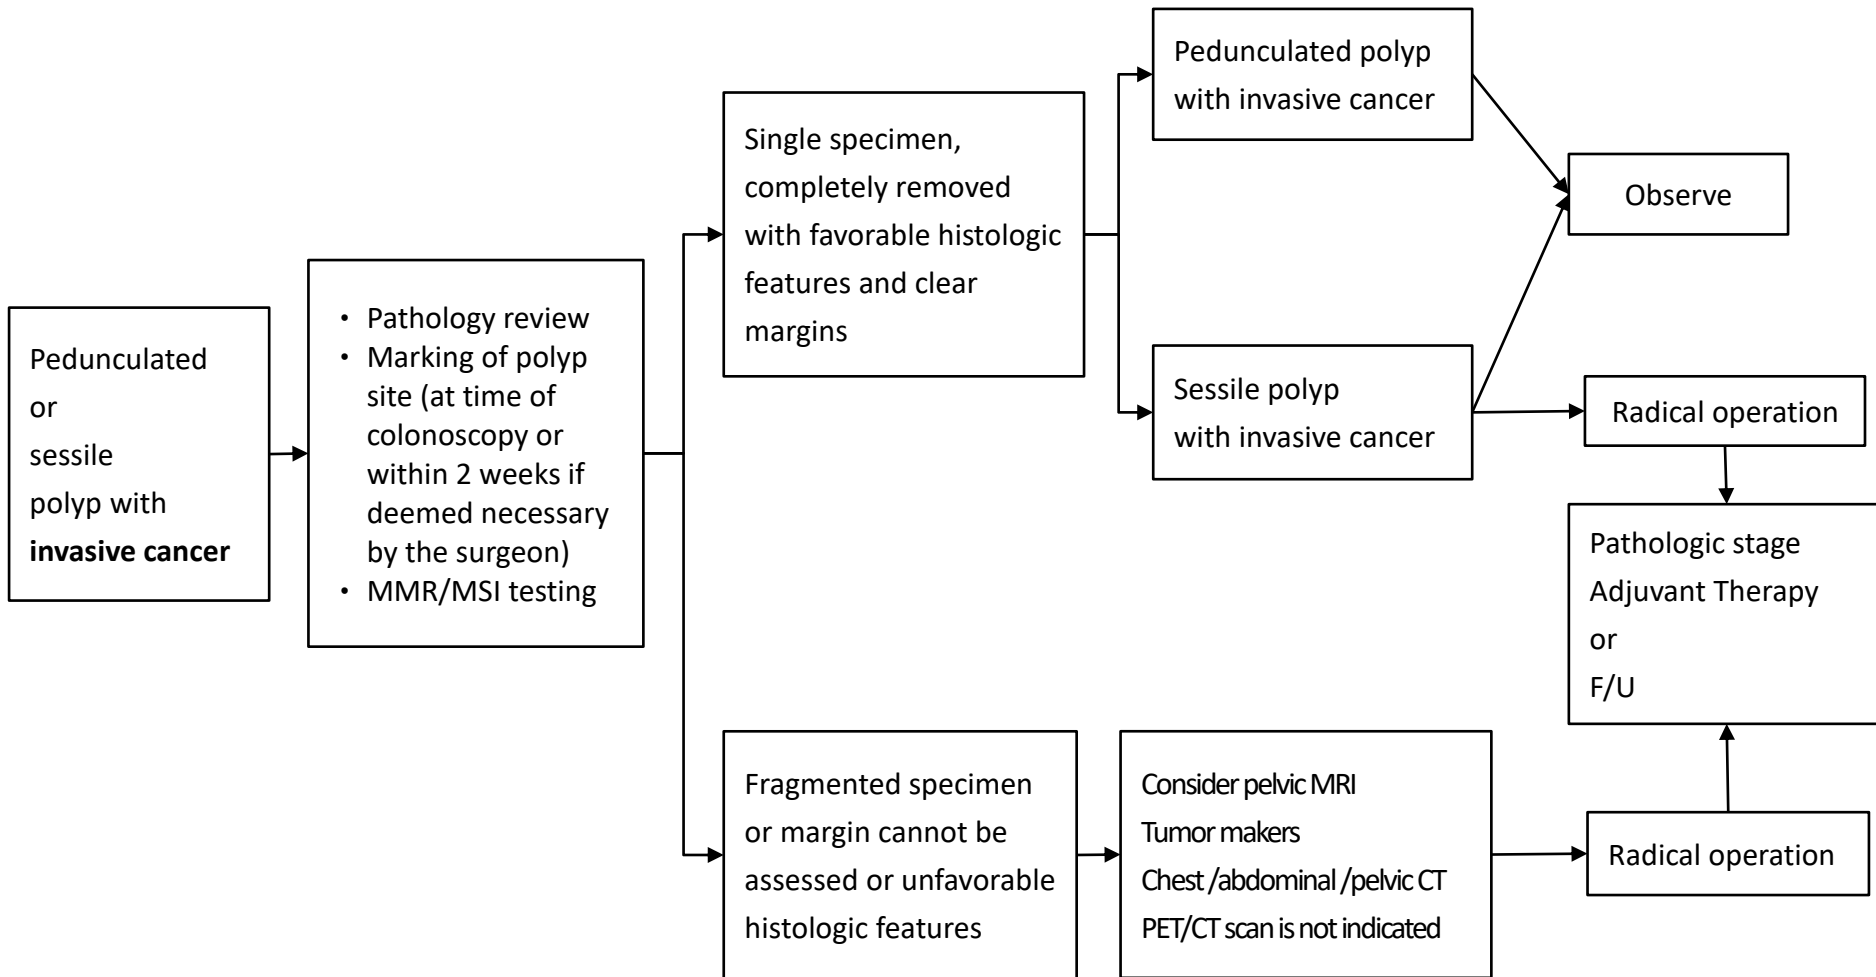 Pedunculated
or
sessile
polyp with
invasive cancer
・ Pathology review
・ Marking of polyp
site (at time of
colonoscopy or
within 2 weeks if
deemed necessary
by the surgeon)
・ MMR/MSI testing
Single specimen,
completely removed
with favorable histologic
features and clear
margins
Pedunculated polyp
with invasive cancer
Sessile polyp
with invasive cancer
Observe
Radical operation
Pathologic stage
Adjuvant Therapy
or
F/U
Fragmented specimen
or margin cannot be
assessed or unfavorable
histologic features
Consider pelvic MRI
Tumor makers
Chest /abdominal /pelvic CT
PET/CT scan is not indicated
Radical operation